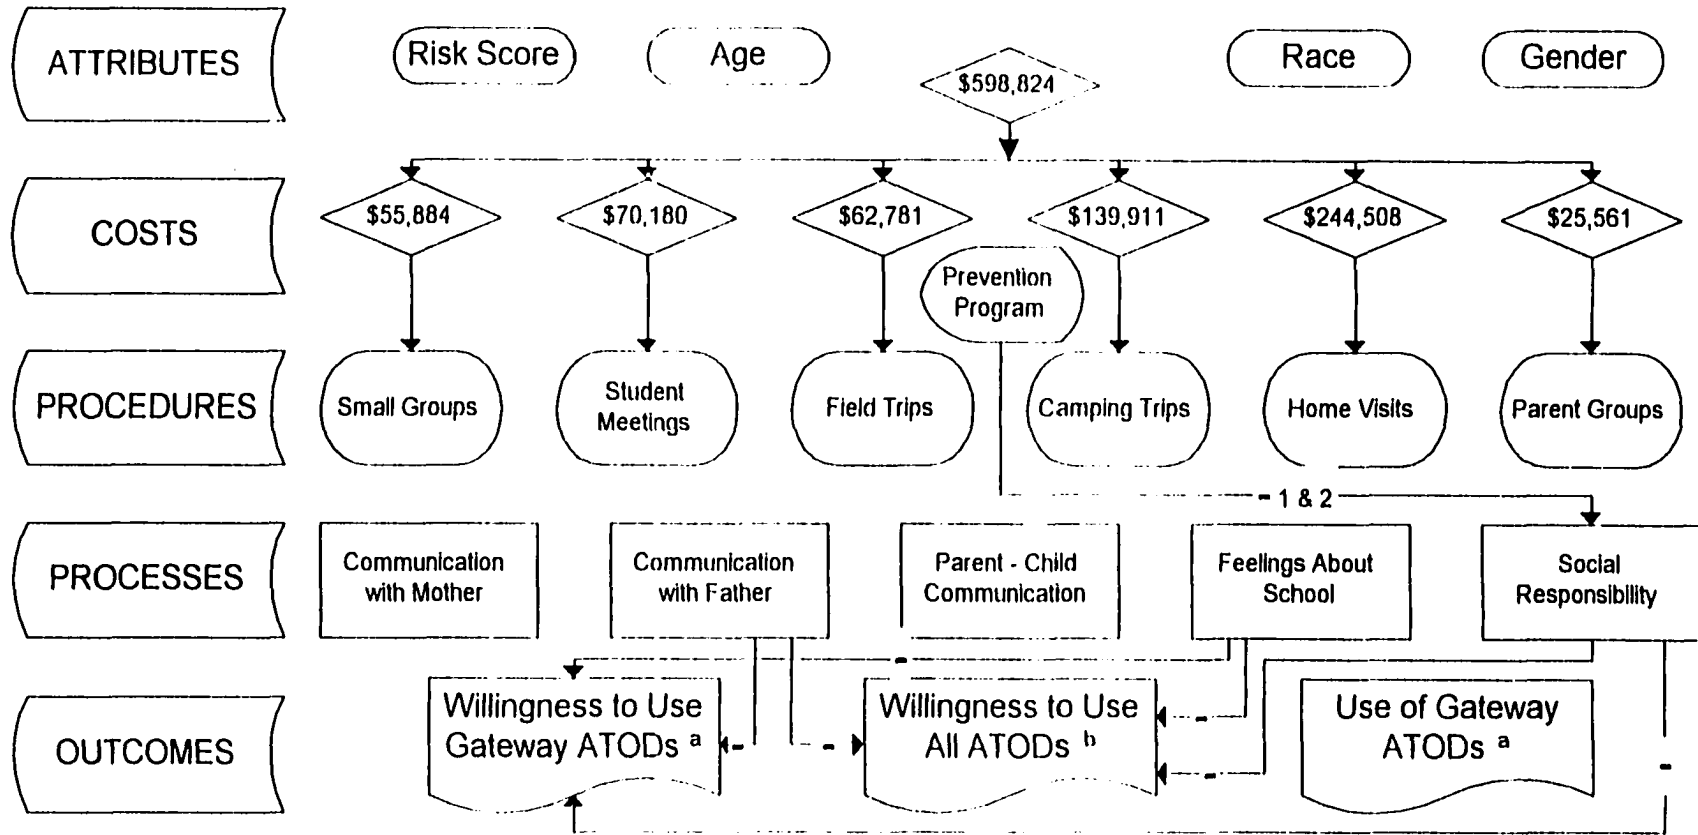 ATTRIBUTES
Risk Score
Age
$598,824
Race
Gender
COSTS
$55,884
$70,180
$62,781
$139,911
$244,508
$25,561
Prevention
Program
PROCEDURES
Small Groups
Student
Meetings
Field Trips
Camping Trips
Home Visits
Parent Groups
- 1 & 2
PROCESSES
Communication
with Mother
Communication
with Father
Parent - Child
Communication
Feelings About
School
Social
Responsibility
-
OUTCOMES
Willingness to Use
Gateway ATODs a
-
-
Willingness to Use
All ATODs b
-
-
Use of Gateway
ATODs a
-